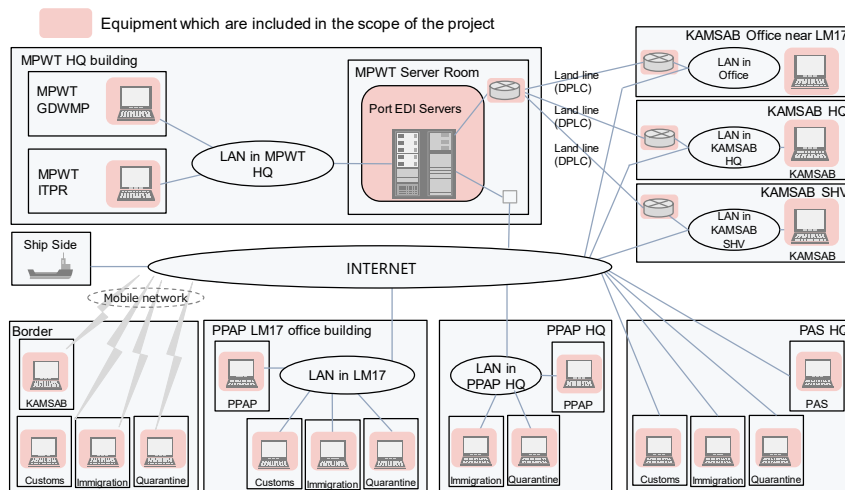 Equipment which are included in the scope of the project
MPWT HQ building
MPWT
GDWMP
MPWT
ITPR
LAN in MPWT
HQ
MPWT Server Room
Port EDI Servers
Land line
(DPLC)
Land line
(DPLC)
Land line
(DPLC)
KAMSAB Office near LM17
LAN in
Office
KAMSAB HQ
LAN in
KAMSAB
HQ
KAMSAB
KAMSAB SHV
LAN in
KAMSAB
SHV
KAMSAB
Ship Side
INTERNET
Mobile network
Border
KAMSAB
Customs
Immigration
Quarantine
PPAP LM17 office building
PPAP
LAN in LM17
Customs
Immigration
Quarantine
PPAP HQ
LAN in
PPAP HQ
PPAP
Immigration
Quarantine
PAS HQ
PAS
Customs
Immigration
Quarantine